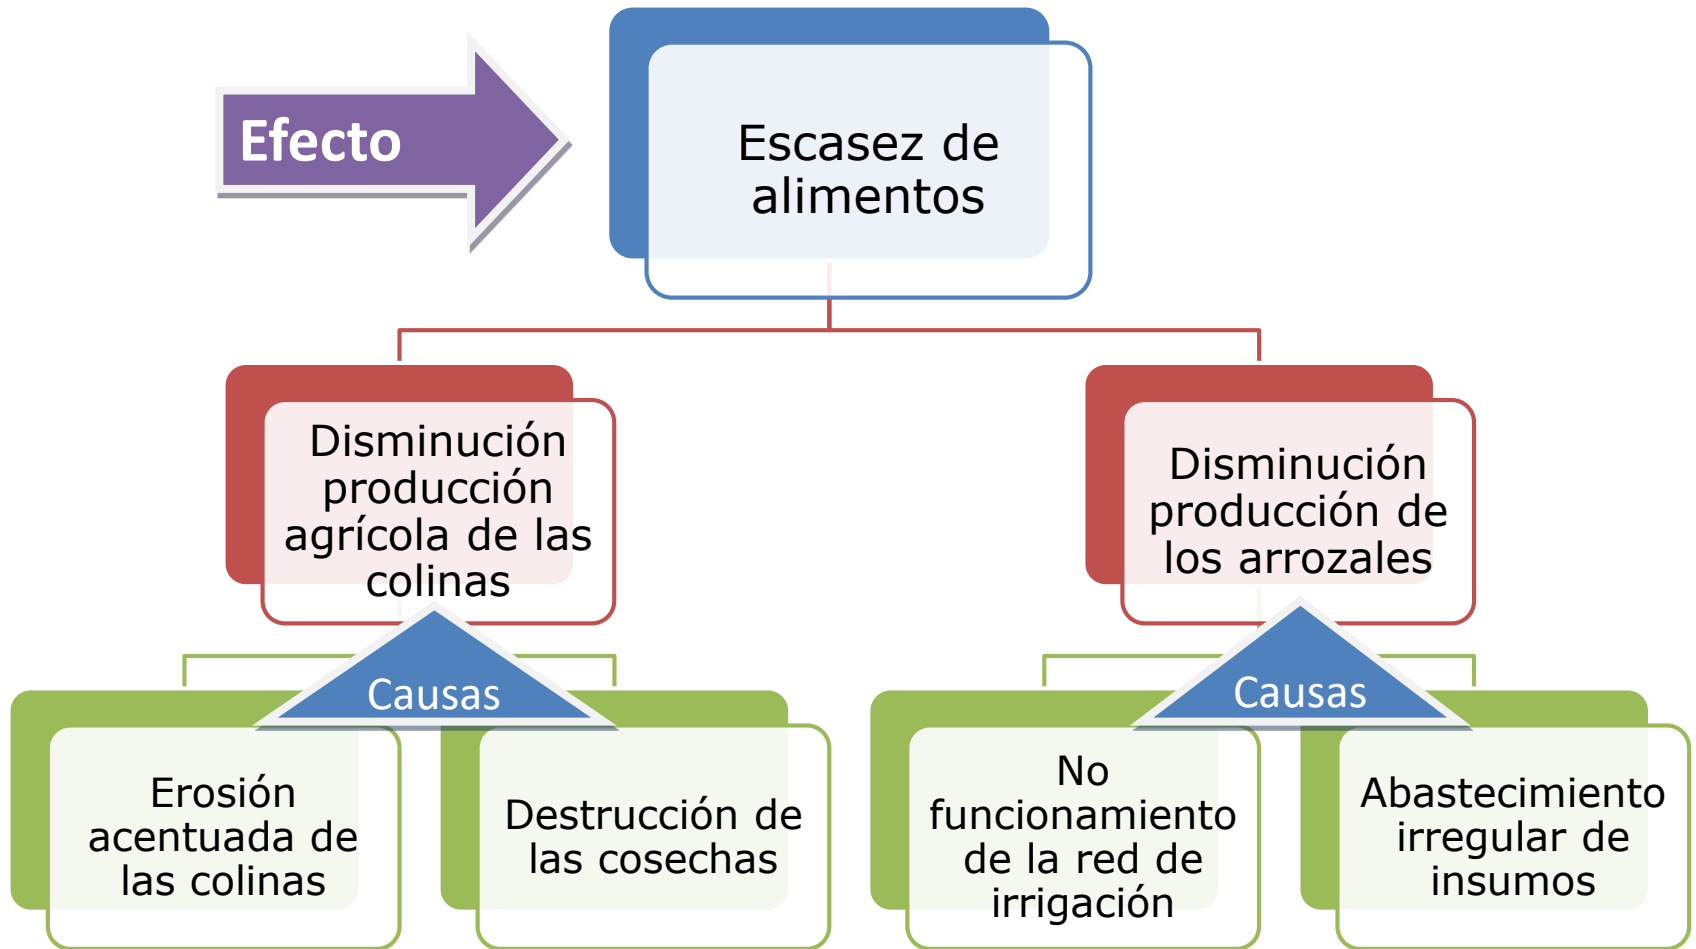 Efecto
Escasez de
alimentos
Disminución
producción
agrícola de las
colinas
Disminución
producción de
los arrozales
Causas
Causas
Erosión
acentuada de
las colinas
Destrucción de
las cosechas
No
funcionamiento
de la red de
irrigación
Abastecimiento
irregular de
insumos